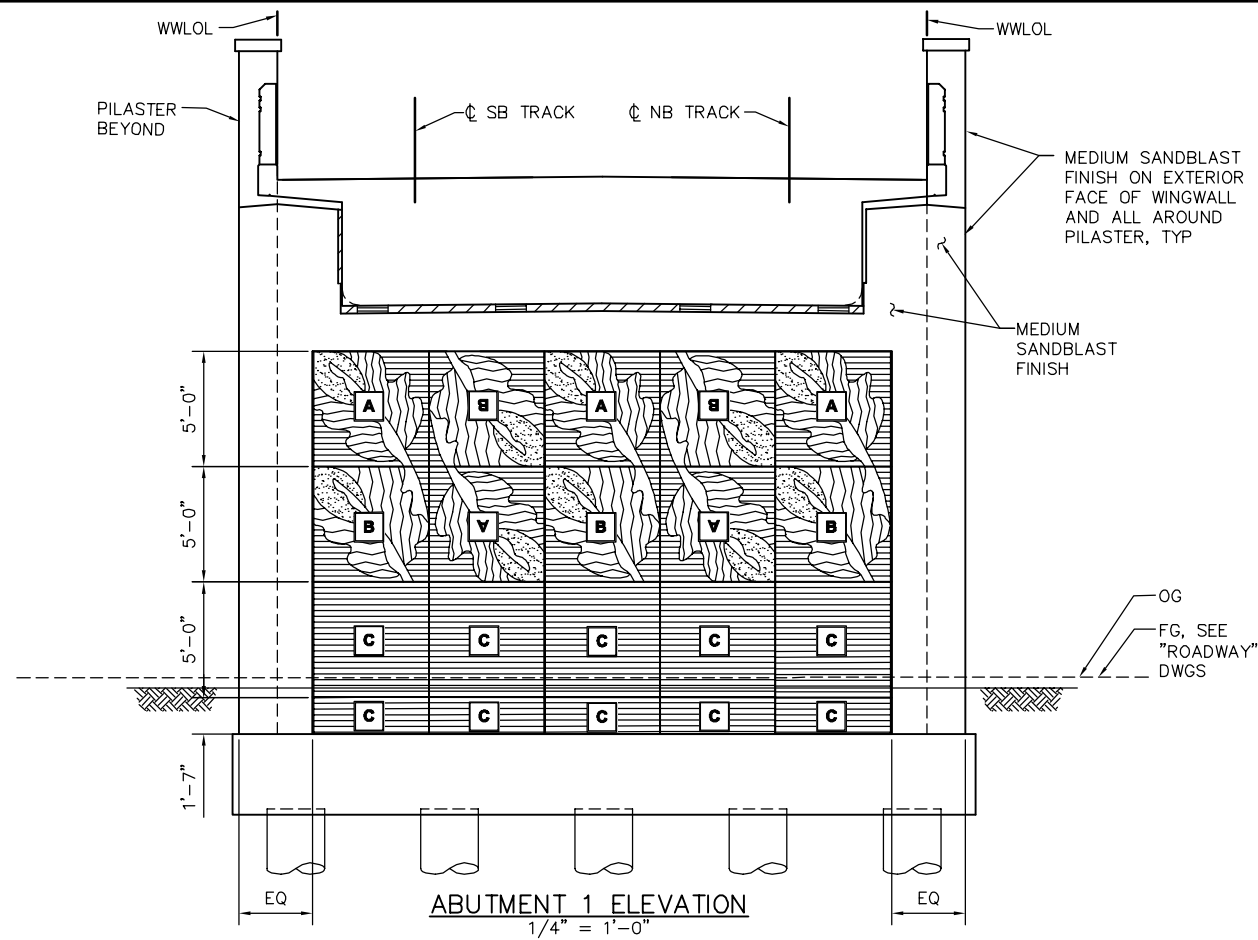 WWLOL
WWLOL
PILASTER
BEYOND
℄ SB TRACK
℄ NB TRACK
MEDIUM SANDBLAST
FINISH ON EXTERIOR
FACE OF WINGWALL
AND ALL AROUND
PILASTER, TYP
MEDIUM
SANDBLAST
FINISH
5'-0"
A B A B A
5'-0"
B A B A B
5'-0"
C C C C C
OG
FG, SEE
"ROADWAY"
DWGS
C C C C C
1'-7"
EQ
EQ
ABUTMENT 1 ELEVATION
1/4" = 1'-0"